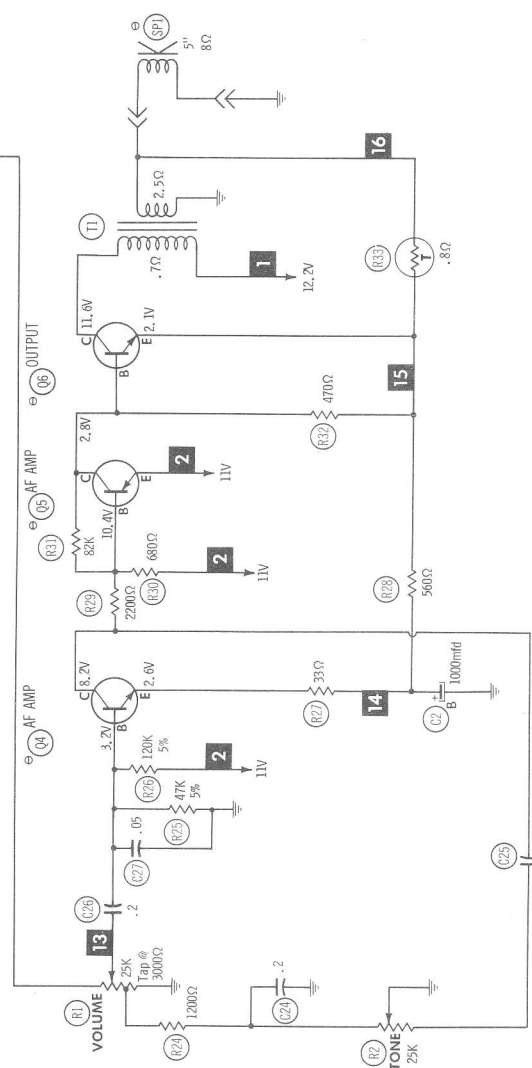 Q4 AF AMP
Q5 AF AMP
Q6 OUTPUT
R1
VOLUME
25K
Tap @
3000Ω
13
C26
.2
C27
.05
R25
47K
5%
R26
120K
5%
2
11V
3.2V
B
C
8.2V
E
2.6V
R27
33Ω
14
C2
+
B
1000mfd
R28
560Ω
R29
2200Ω
R30
680Ω
2
11V
R31
82K
10.4V
B
C
2.8V
E
2
11V
R32
470Ω
15
B
C
11.6V
E
2.1V
T1
.7Ω
2.5Ω
1
12.2V
16
R33
T
.8Ω
SP1
5"
8Ω
R24
1200Ω
C24
.2
R2
TONE
25K
C25